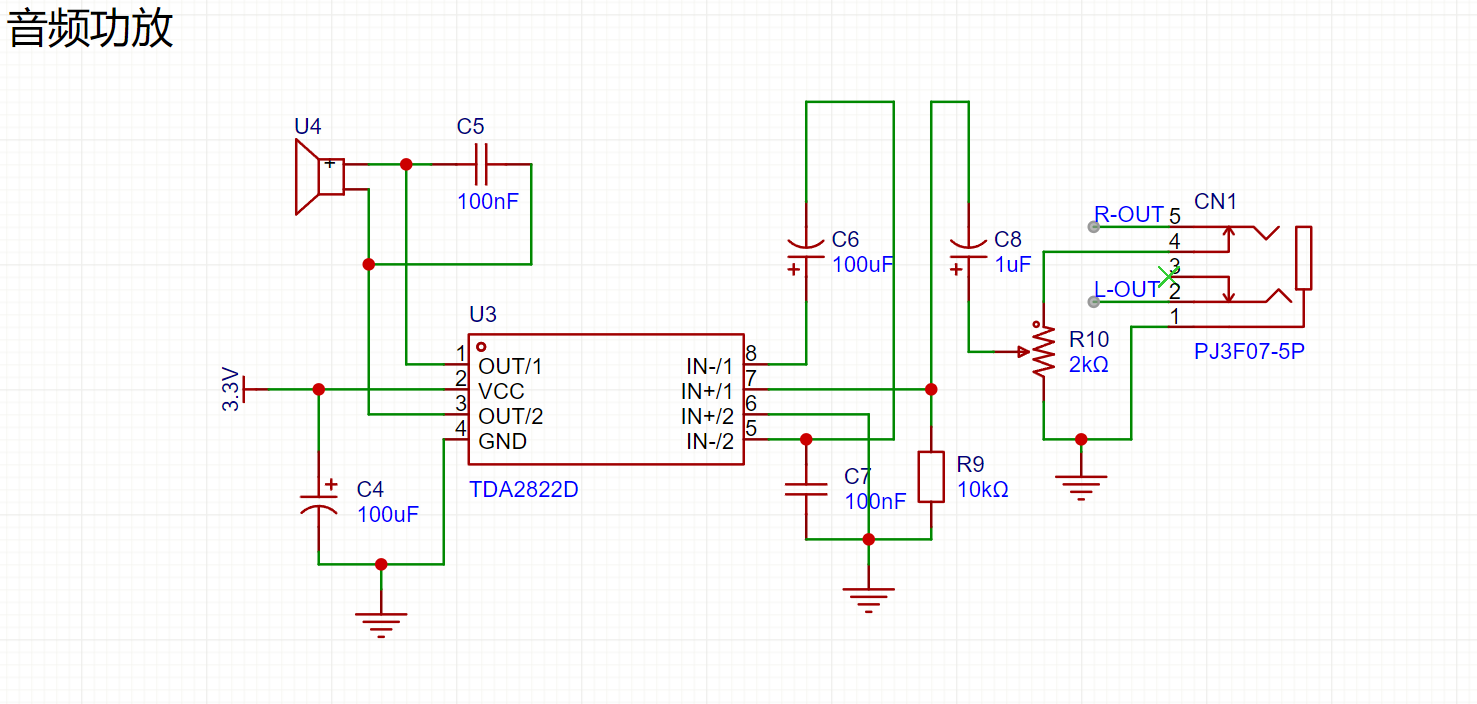 音频功放
U4
+
C5
100nF
C6
100uF
+
C8
1uF
+
R-OUT
L-OUT
5
4
3
2
1
CN1
PJ3F07-5P
R10
2kΩ
U3
1 OUT/1
2 VCC
3 OUT/2
4 GND
IN-/1 8
IN+/1 7
IN+/2 6
IN-/2 5
TDA2822D
3.3V
+
C4
100uF
C7
100nF
R9
10kΩ